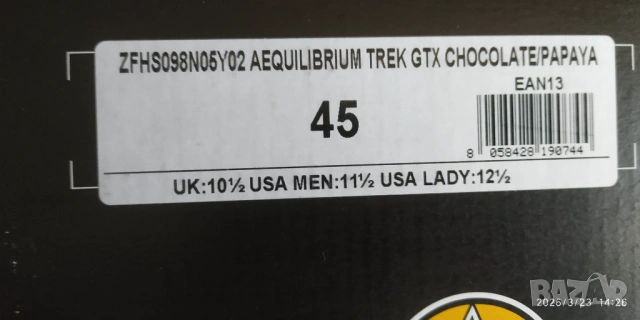 ZFHS098N05Y02 AEQUILIBRIUM TREK GTX CHOCOLATE/PAPAYA
EAN13
45
8 058428 190744
UK:10½ USA MEN:11½ USA LADY:12½
BAZAR
2026/3/23 14:26